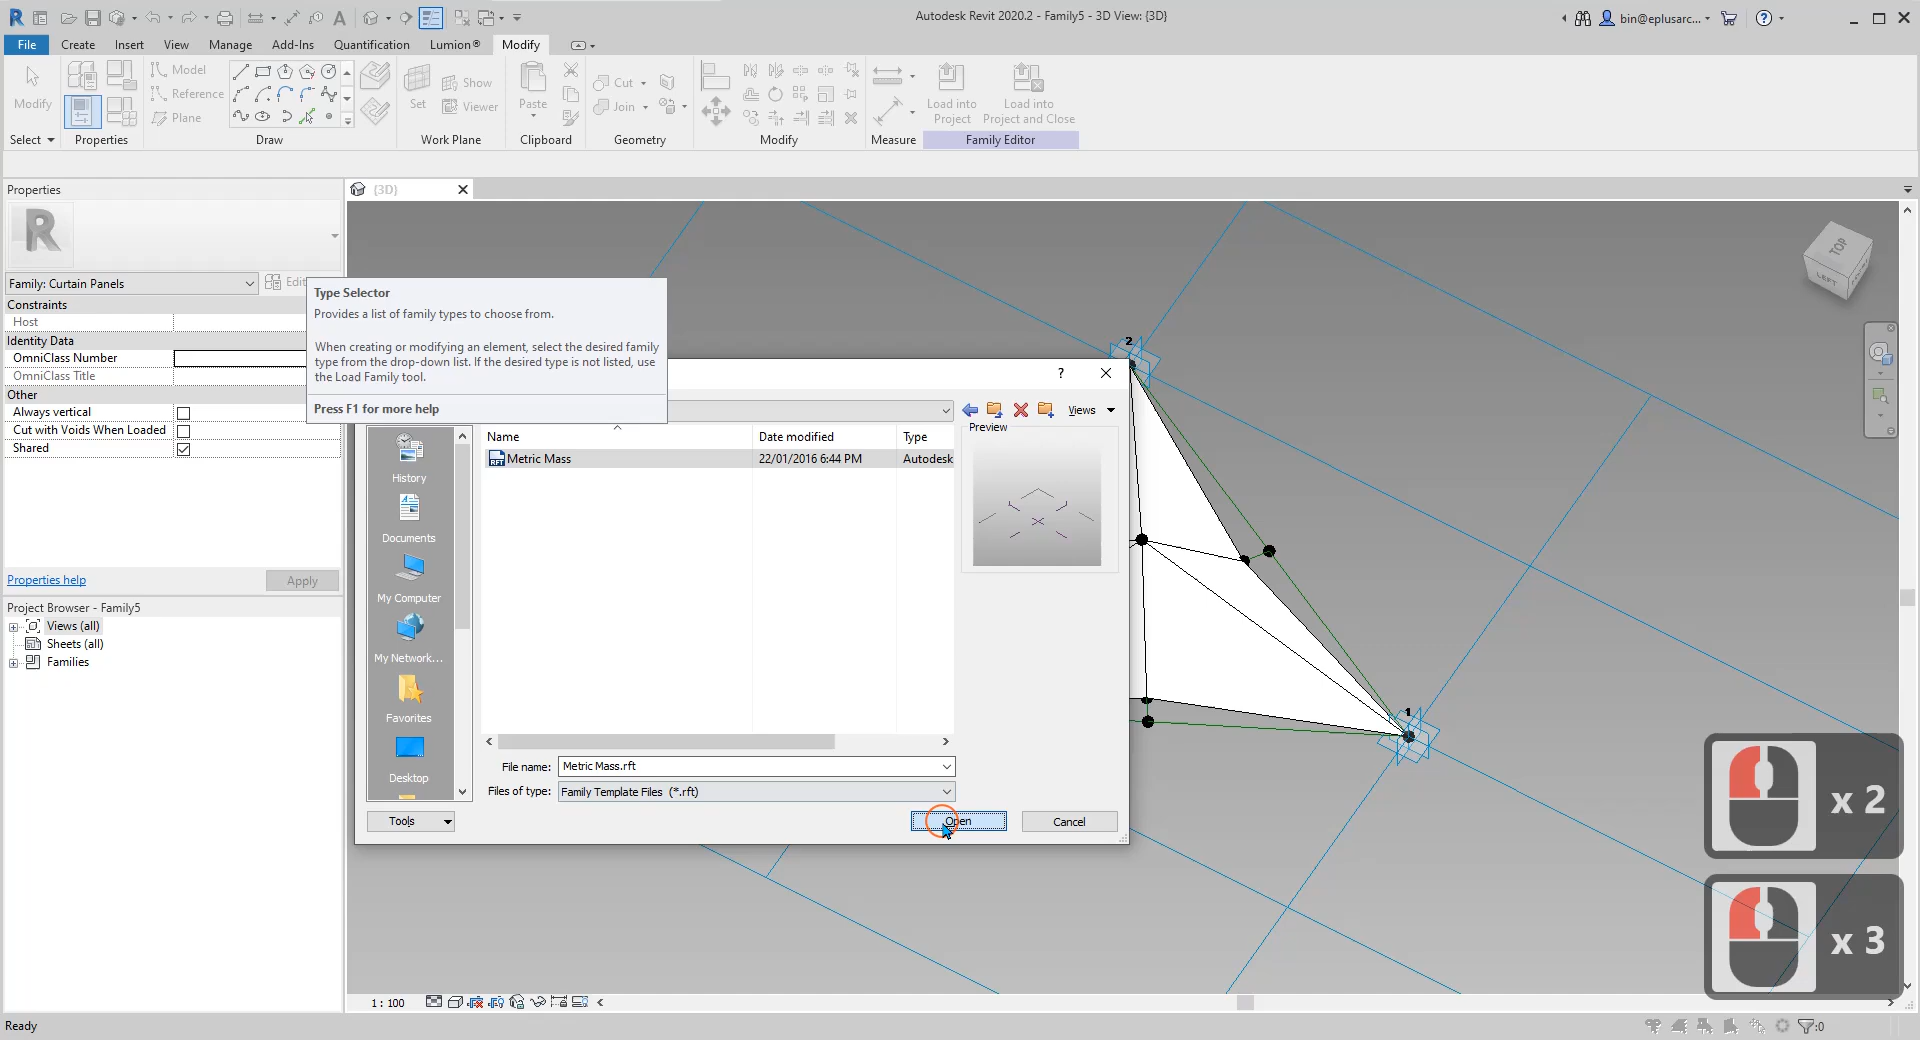 Autodesk Revit 2020.2 - Family5 - 3D View: {3D}
bin@eplusarc...
File Create Insert View Manage Add-Ins Quantification Lumion® Modify
Modify
Model
Reference
Plane
Set
Show
Viewer
Paste
Cut
Join
Load into Project
Load into Project and Close
Select Properties Draw Work Plane Clipboard Geometry Modify Measure Family Editor
Properties
{3D}
R
Family: Curtain Panels
Edit
Constraints
Host
Identity Data
OmniClass Number
OmniClass Title
Other
Always vertical
Cut with Voids When Loaded
Shared
Properties help
Apply
Project Browser - Family5
Views (all)
Sheets (all)
Families
Type Selector
Provides a list of family types to choose from.
When creating or modifying an element, select the desired family
type from the drop-down list. If the desired type is not listed, use
the Load Family tool.
Press F1 for more help
Views
Name Date modified Type
Metric Mass 22/01/2016 6:44 PM Autodesk
Preview
History
Documents
My Computer
My Network...
Favorites
Desktop
File name: Metric Mass.rft
Files of type: Family Template Files (*.rft)
Tools
Open
Cancel
2
1
TOP
LEFT
x 2
x 3
1 : 100
Ready
:0